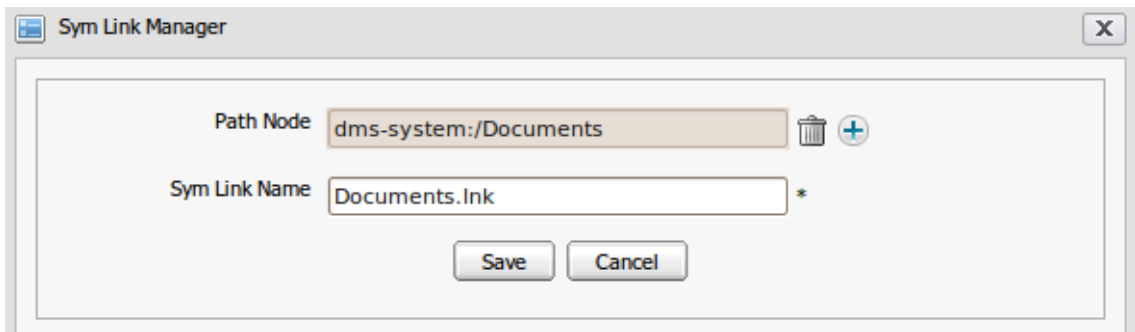 Sym Link Manager X
Path Node dms-system:/Documents
Sym Link Name Documents.lnk *
Save Cancel